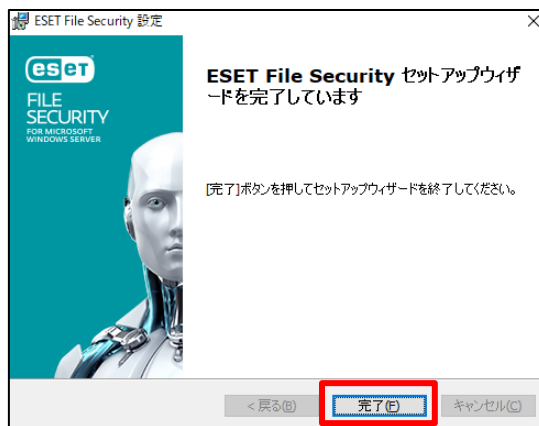 ESET File Security 設定
eseT
FILE
SECURITY
FOR MICROSOFT
WINDOWS SERVER
ESET File Security セットアップウィザ
ードを完了しています
[完了]ボタンを押してセットアップウィザードを終了してください。
< 戻る(B)
完了(F)
キャンセル(C)